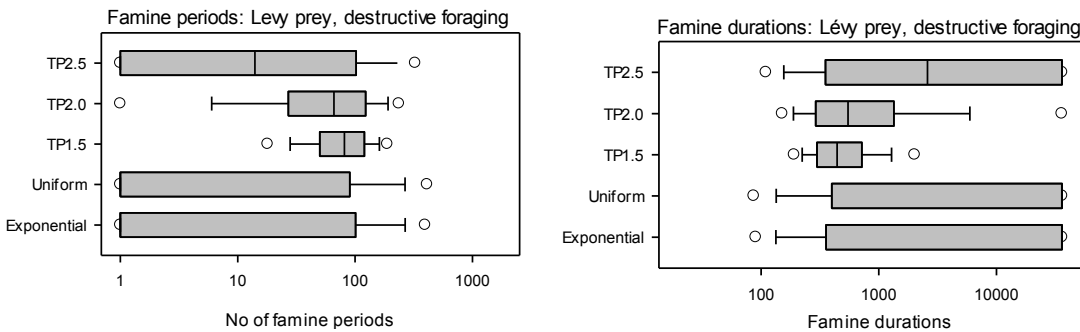 Famine periods: Levy prey, destructive foraging
TP2.5
TP2.0
TP1.5
Uniform
Exponential
1 10 100 1000
No of famine periods
Famine durations: Lévy prey, destructive foraging
TP2.5
TP2.0
TP1.5
Uniform
Exponential
100 1000 10000
Famine durations